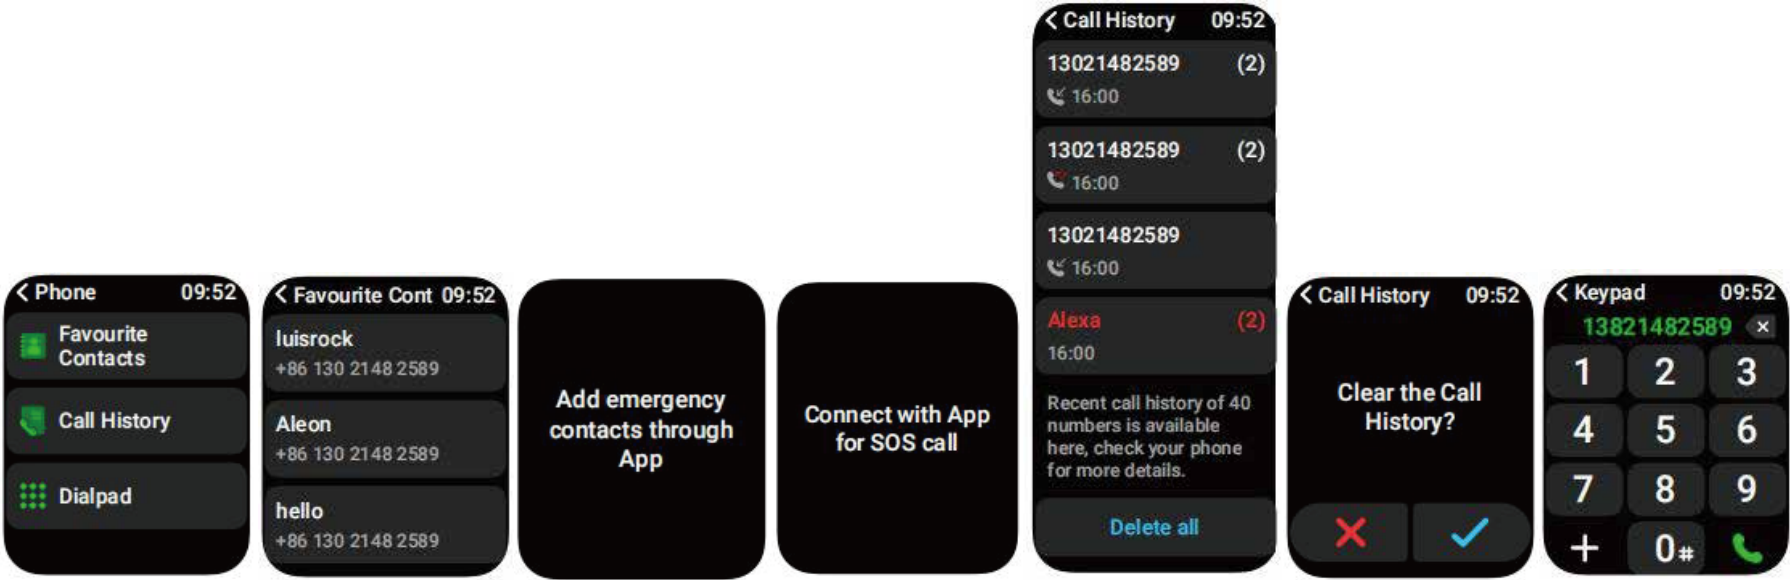 < Phone 09:52
Favourite
Contacts
Call History
Dialpad
< Favourite Cont 09:52
luisrock
+86 130 2148 2589
Aleon
+86 130 2148 2589
hello
+86 130 2148 2589
Add emergency
contacts through
App
Connect with App
for SOS call
< Call History 09:52
13021482589 (2)
16:00
13021482589 (2)
16:00
13021482589
16:00
Alexa (2)
16:00
Recent call history of 40
numbers is available
here, check your phone
for more details.
Delete all
< Call History 09:52
Clear the Call
History?
< Keypad 09:52
13821482589
1 2 3
4 5 6
7 8 9
+ 0#